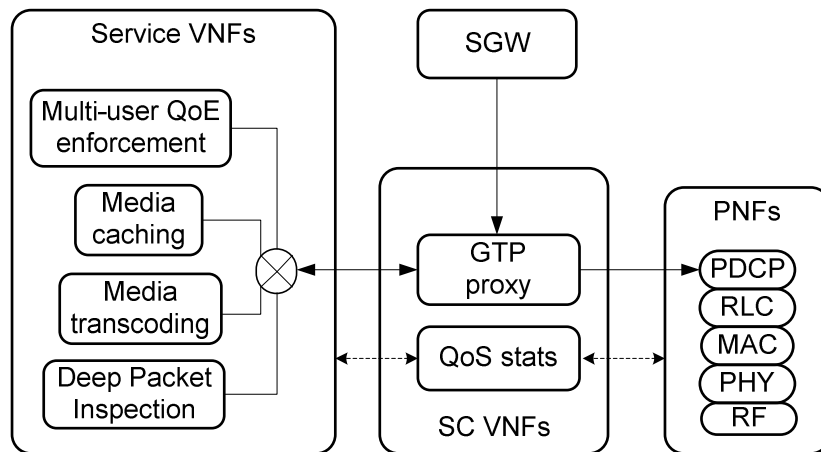 Service VNFs
Multi-user QoE
enforcement
Media
caching
Media
transcoding
Deep Packet
Inspection
SGW
GTP
proxy
QoS stats
SC VNFs
PNFs
PDCP
RLC
MAC
PHY
RF